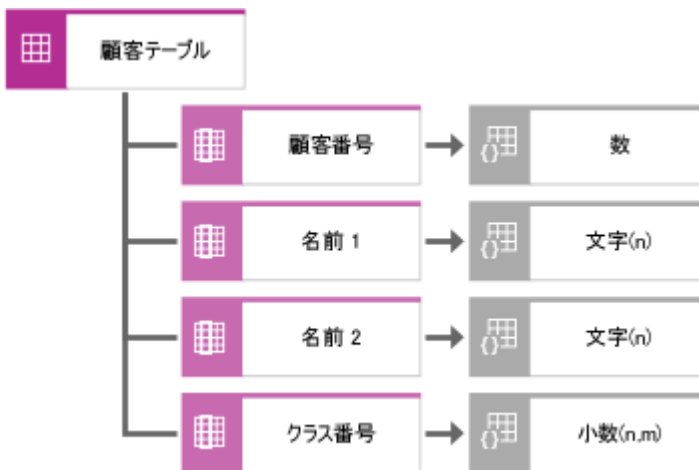 顧客テーブル
顧客番号
数
名前 1
文字(n)
名前 2
文字(n)
クラス番号
小数(n,m)